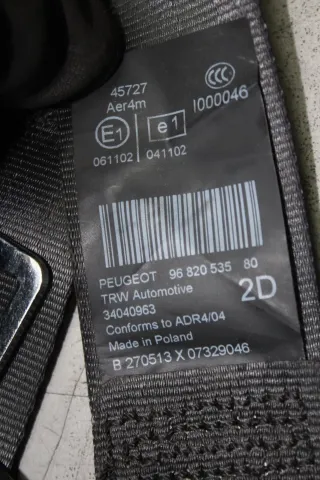 45727
Aer4m
CCC
I000046
E1
e1
061102
041102
PEUGEOT 96 820 535 80
TRW Automotive
2D
34040963
Conforms to ADR4/04
Made in Poland
B 270513 X 07329046